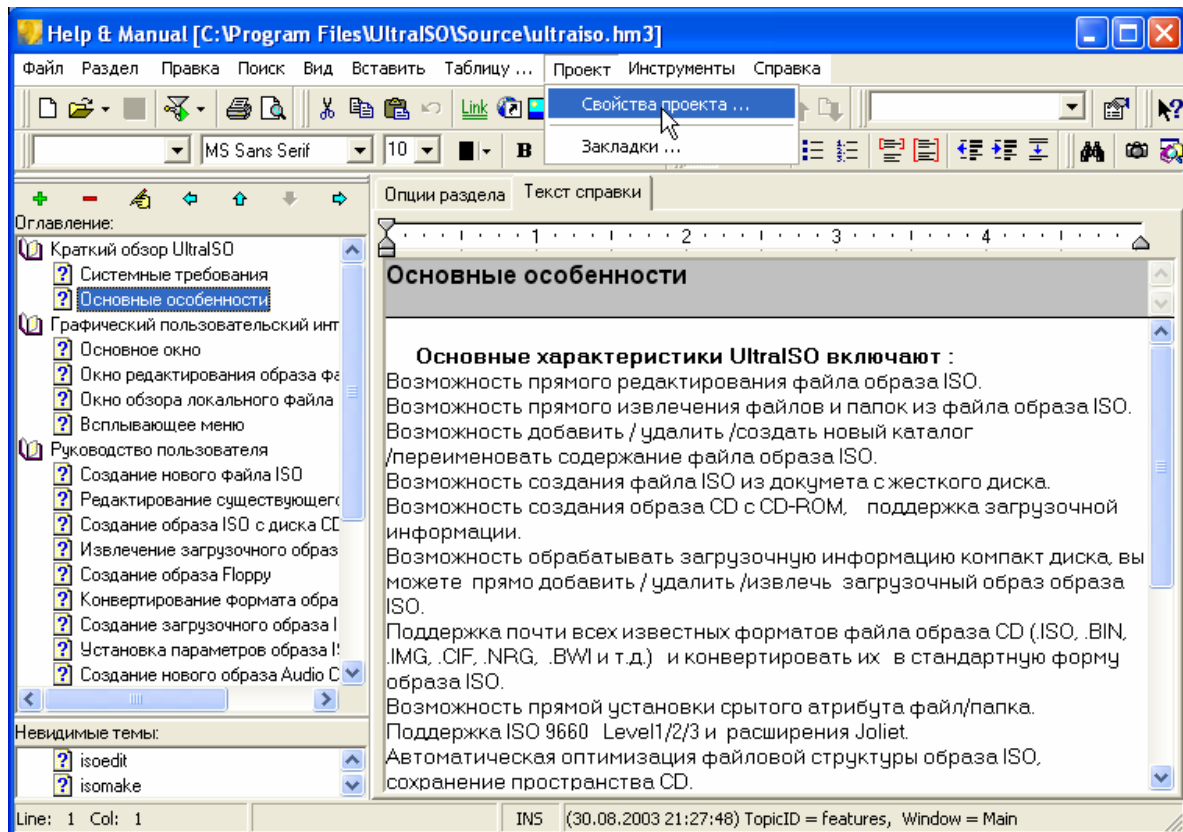 Help & Manual [C:\Program Files\UltraISO\Source\ultraiso.hm3]
Файл Раздел Правка Поиск Вид Вставить Таблицу ... Проект Инструменты Справка
Link
Свойства проекта ...
Закладки ...
MS Sans Serif 10 B
Опции раздела Текст справки
Оглавление:
Краткий обзор UltraISO
Системные требования
Основные особенности
Графический пользовательский инт
Основное окно
Окно редактирования образа фа
Окно обзора локального файла
Всплывающее меню
Руководство пользователя
Создание нового файла ISO
Редактирование существующего
Создание образа ISO с диска CD
Извлечение загрузочного образ
Создание образа Floppy
Конвертирование формата обра
Создание загрузочного образа I
Установка параметров образа IS
Создание нового образа Audio C
Невидимые темы:
isoedit
isomake
1 2 3 4
Основные особенности
Основные характеристики UltraISO включают :
Возможность прямого редактирования файла образа ISO.
Возможность прямого извлечения файлов и папок из файла образа ISO.
Возможность добавить / удалить /создать новый каталог
/переименовать содержание файла образа ISO.
Возможность создания файла ISO из докумета с жесткого диска.
Возможность создания образа CD с CD-ROM, поддержка загрузочной
информации.
Возможность обрабатывать загрузочную информацию компакт диска, вы
можете прямо добавить / удалить /извлечь загрузочный образ образа
ISO.
Поддержка почти всех известных форматов файла образа CD (.ISO, .BIN,
.IMG, .CIF, .NRG, .BWI и т.д.) и конвертировать их в стандартную форму
образа ISO.
Возможность прямой установки срытого атрибута файл/папка.
Поддержка ISO 9660 Level1/2/3 и расширения Joliet.
Автоматическая оптимизация файловой структуры образа ISO,
сохранение пространства CD.
Line: 1 Col: 1 INS (30.08.2003 21:27:48) TopicID = features, Window = Main